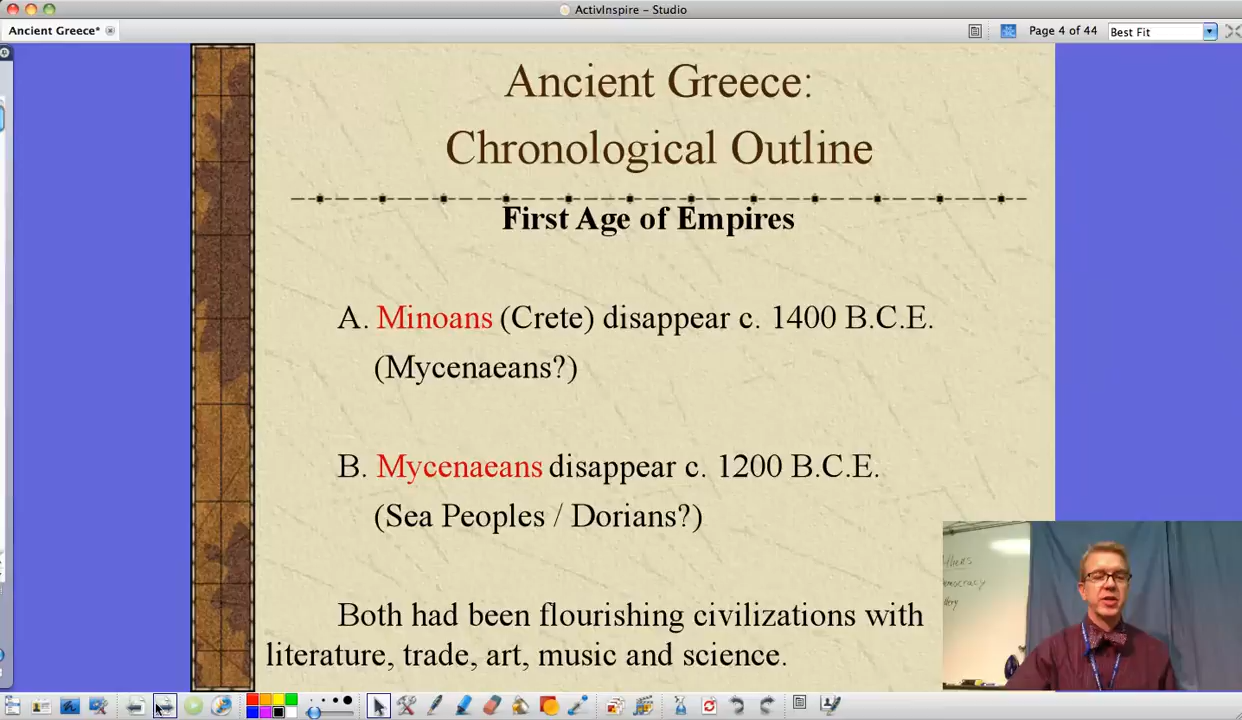 ActivInspire – Studio
Ancient Greece*
Page 4 of 44
Best Fit
Ancient Greece:
Chronological Outline
First Age of Empires
A. Minoans (Crete) disappear c. 1400 B.C.E.
(Mycenaeans?)
B. Mycenaeans disappear c. 1200 B.C.E.
(Sea Peoples / Dorians?)
Both had been flourishing civilizations with
literature, trade, art, music and science.